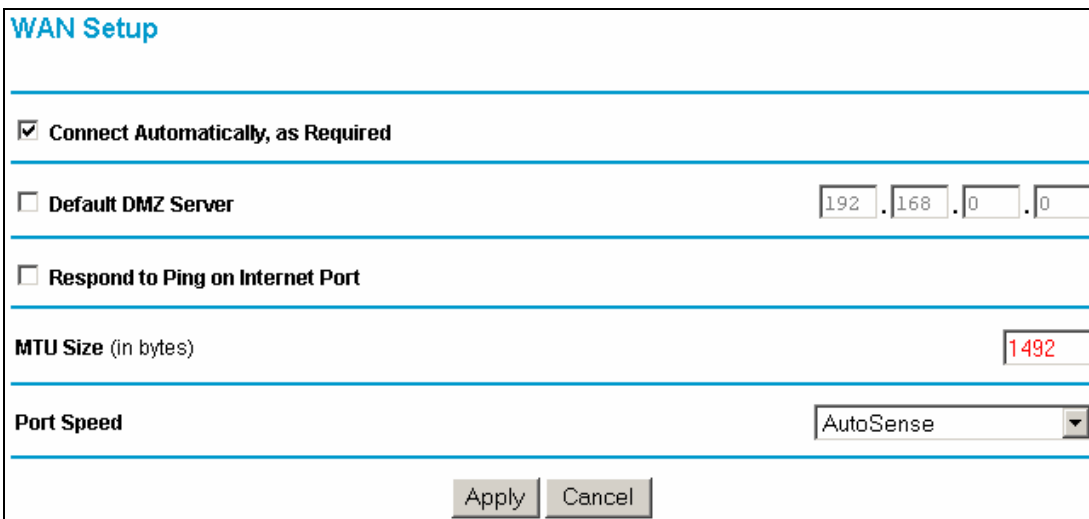 WAN Setup
Connect Automatically, as Required
Default DMZ Server 192 . 168 . 0 . 0
Respond to Ping on Internet Port
MTU Size (in bytes) 1492
Port Speed AutoSense
Apply Cancel